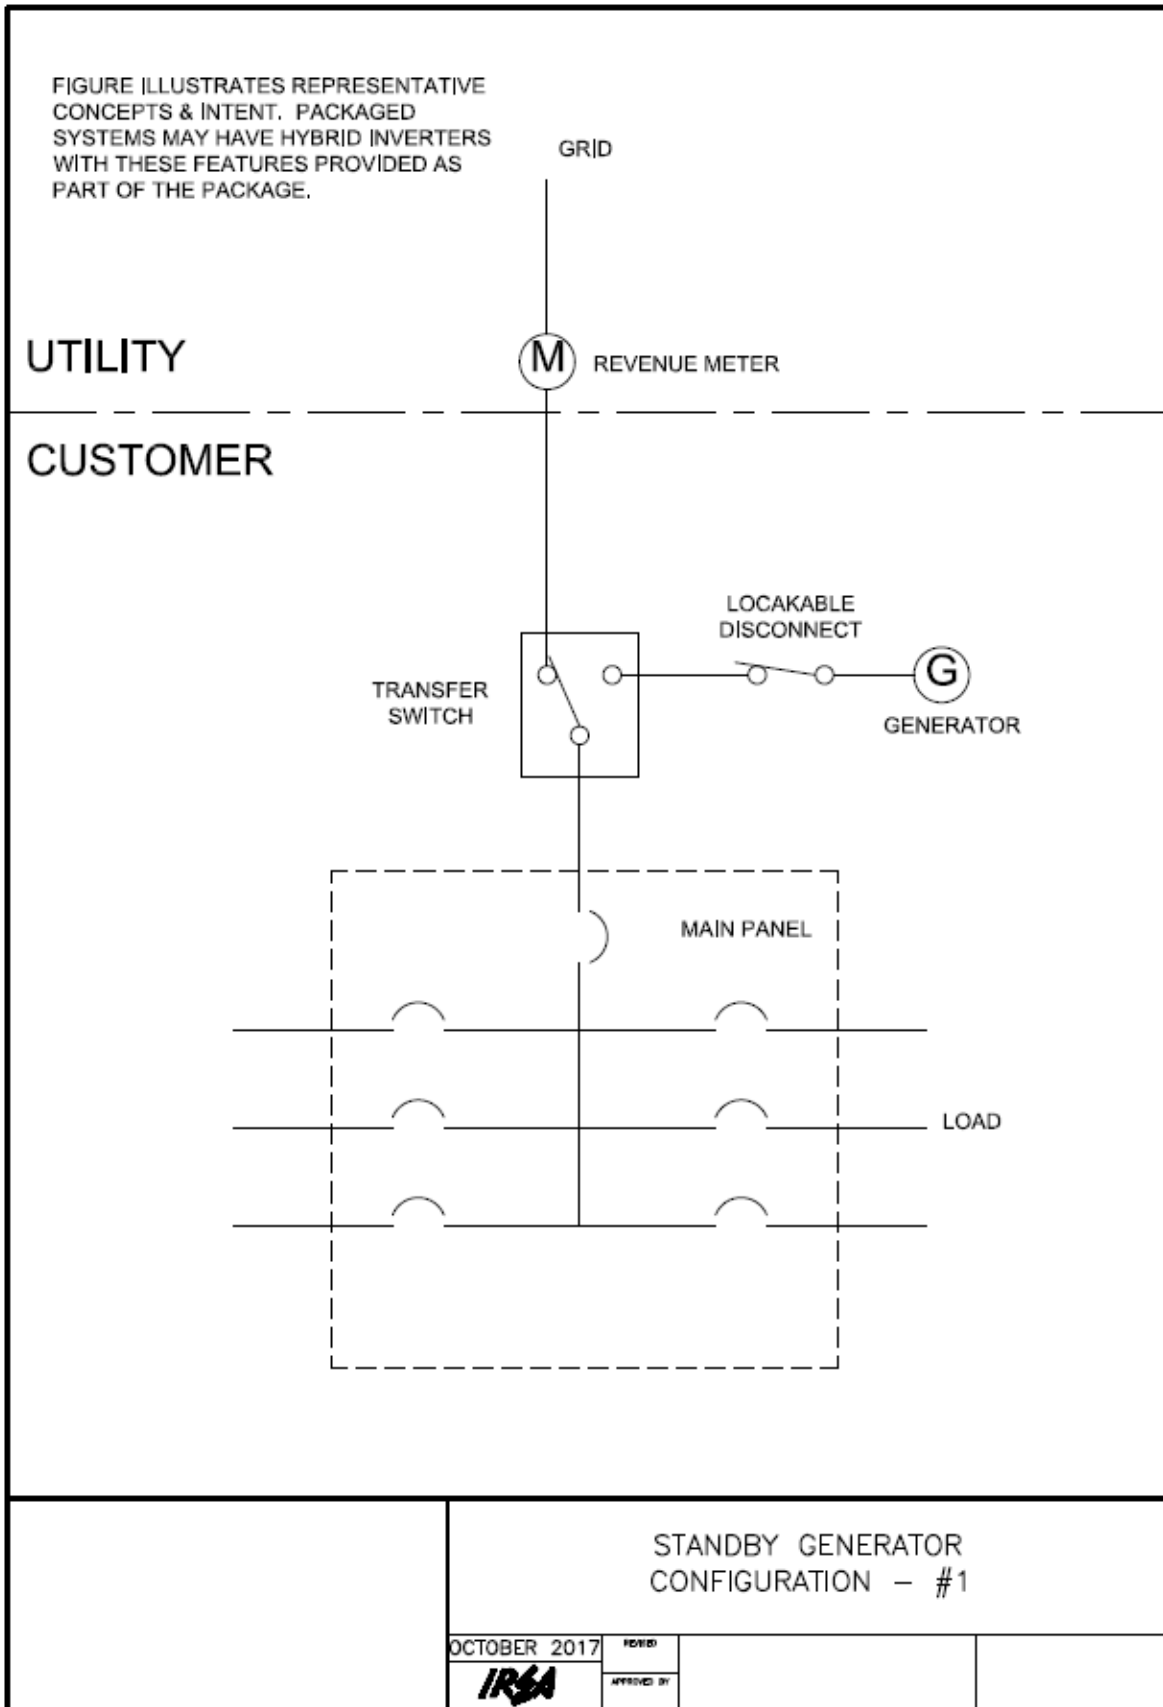 FIGURE ILLUSTRATES REPRESENTATIVE
CONCEPTS & INTENT. PACKAGED
SYSTEMS MAY HAVE HYBRID INVERTERS
WITH THESE FEATURES PROVIDED AS
PART OF THE PACKAGE.
GRID
UTILITY
M
REVENUE METER
CUSTOMER
LOCAKABLE
DISCONNECT
G
GENERATOR
TRANSFER
SWITCH
MAIN PANEL
LOAD
STANDBY GENERATOR
CONFIGURATION - #1
OCTOBER 2017
REVISED
APPROVED BY